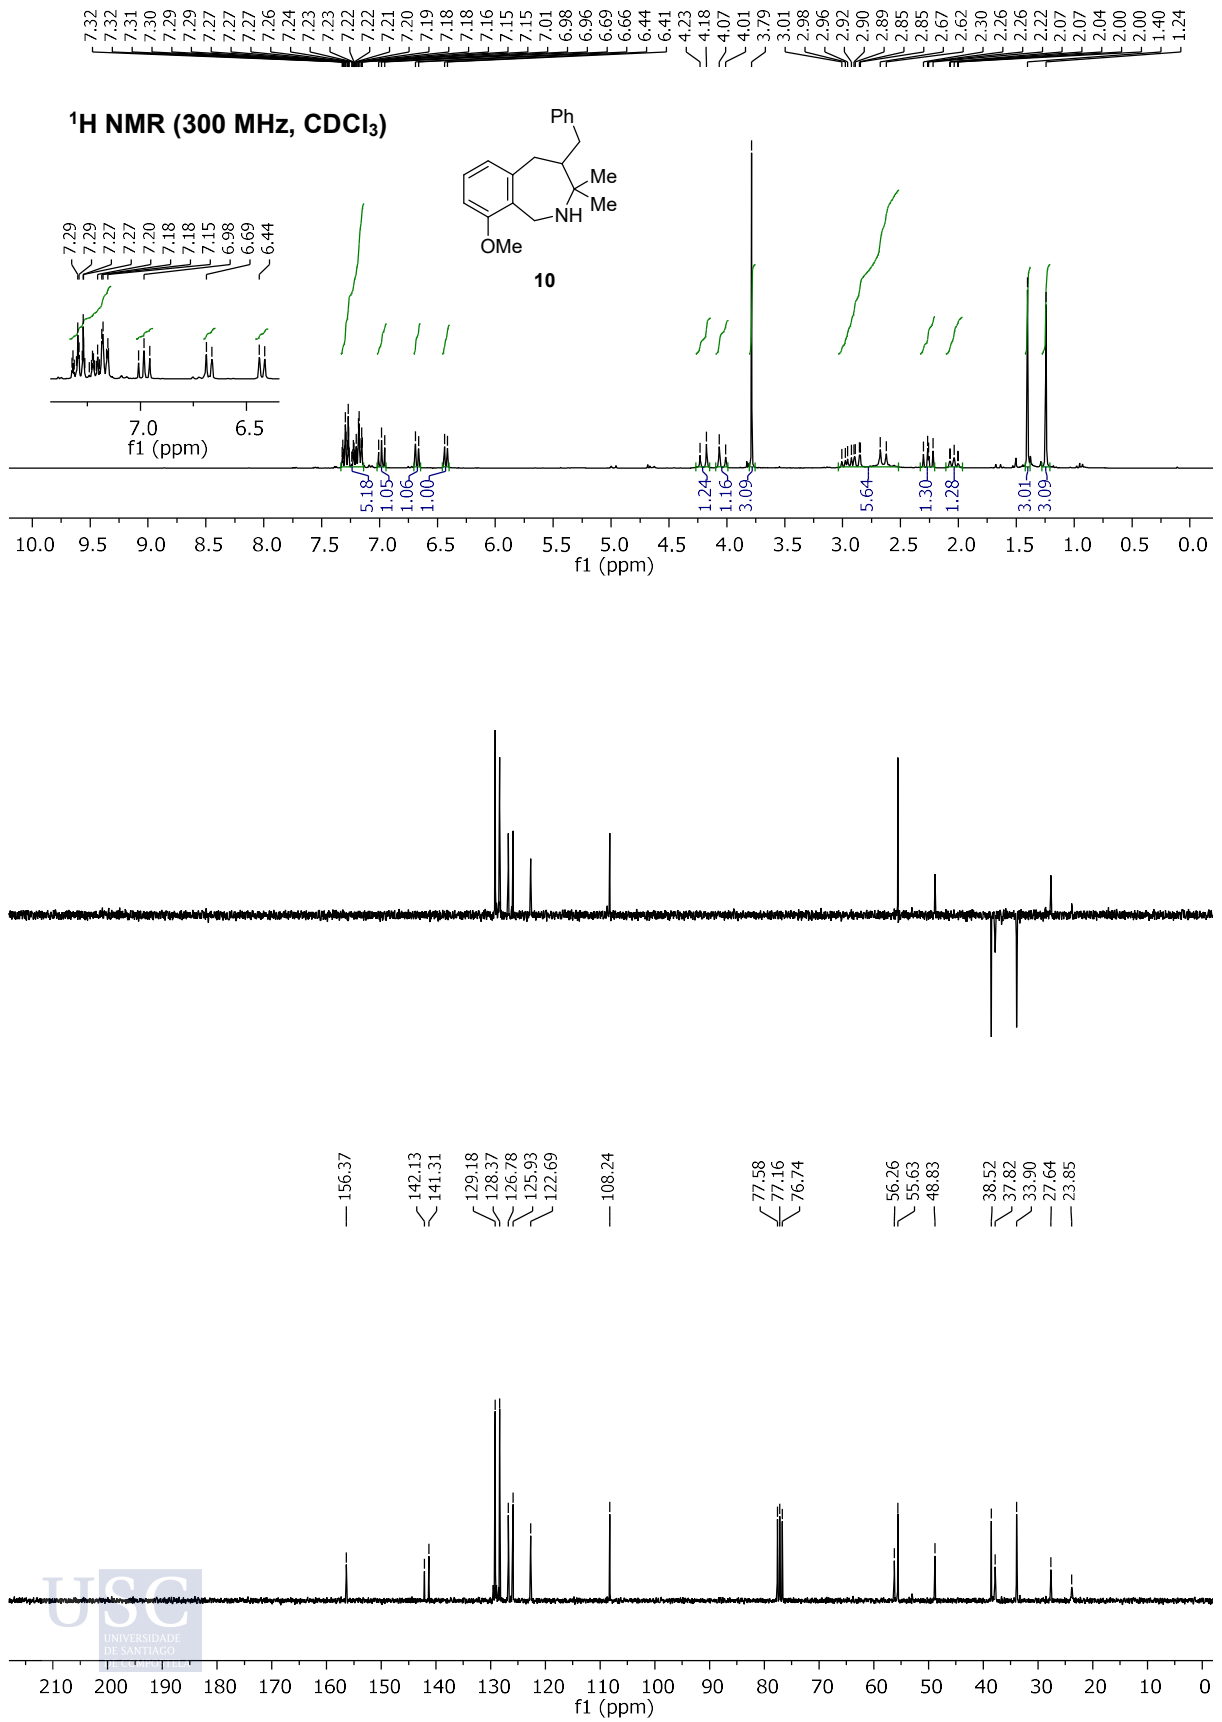 7.32 7.32 7.31 7.30 7.29 7.29 7.27 7.27 7.27 7.26 7.24 7.23 7.23 7.22 7.22 7.21 7.20 7.19 7.18 7.18 7.16 7.15 7.15 7.01 6.98 6.96 6.69 6.66 6.44 6.41 4.23 4.18 4.07 4.01 3.79 3.01 2.98 2.96 2.92 2.90 2.89 2.85 2.85 2.67 2.62 2.30 2.26 2.26 2.22 2.07 2.07 2.04 2.00 2.00 1.40 1.24
¹H NMR (300 MHz, CDCl₃)
Ph
Me
Me
NH
OMe
10
7.29 7.29 7.27 7.27 7.20 7.18 7.18 7.15 6.98 6.69 6.44
7.0 6.5
f1 (ppm)
5.18 1.05 1.06 1.00 1.24 1.16 3.09 5.64 1.30 1.28 3.01 3.09
10.0 9.5 9.0 8.5 8.0 7.5 7.0 6.5 6.0 5.5 5.0 4.5 4.0 3.5 3.0 2.5 2.0 1.5 1.0 0.5 0.0
f1 (ppm)
156.37 142.13 141.31 129.18 128.37 126.78 125.93 122.69 108.24 77.58 77.16 76.74 56.26 55.63 48.83 38.52 37.82 33.90 27.64 23.85
USC
UNIVERSIDADE
DE SANTIAGO
DE COMPOSTELA
210 200 190 180 170 160 150 140 130 120 110 100 90 80 70 60 50 40 30 20 10 0
f1 (ppm)